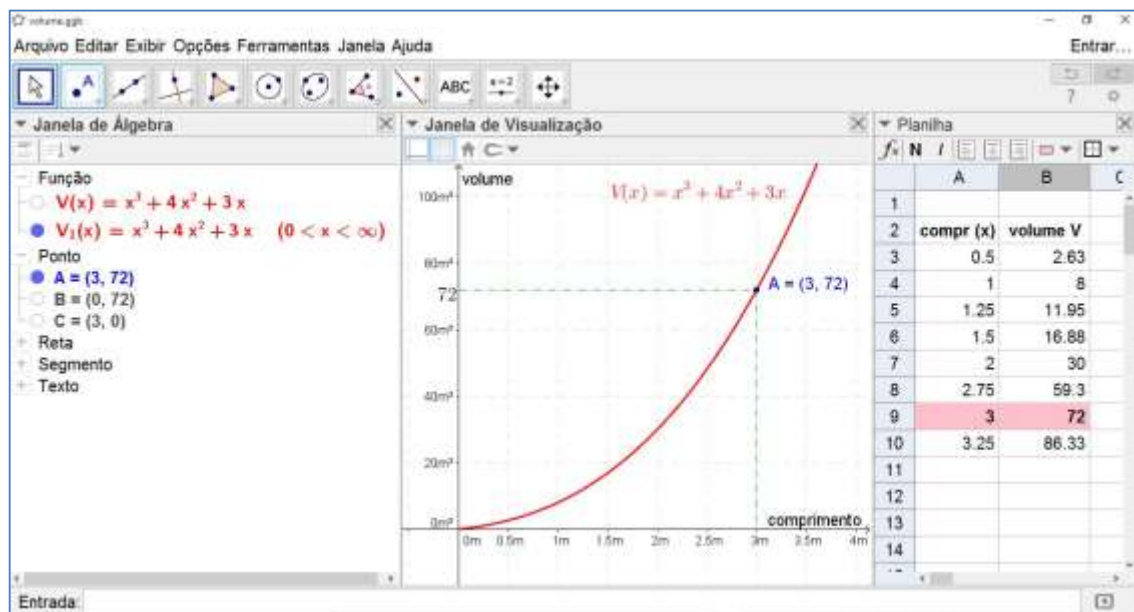 volume.ggb
Arquivo Editar Exibir Opções Ferramentas Janela Ajuda
Entrar...
ABC
a=2
?
Janela de Álgebra
Função
V(x) = x³ + 4 x² + 3 x
V₁(x) = x³ + 4 x² + 3 x (0 < x < ∞)
Ponto
A = (3, 72)
B = (0, 72)
C = (3, 0)
Reta
Segmento
Texto
Janela de Visualização
volume
V(x) = x³ + 4x² + 3x
100m³
80m³
72
A = (3, 72)
60m³
40m³
20m³
0m³
comprimento
0m 0.5m 1m 1.5m 2m 2.5m 3m 3.5m 4m
Planilha
fx N I
A B C
1
2 compr (x) volume V
3 0.5 2.63
4 1 8
5 1.25 11.95
6 1.5 16.88
7 2 30
8 2.75 59.3
9 3 72
10 3.25 86.33
11
12
13
14
Entrada: